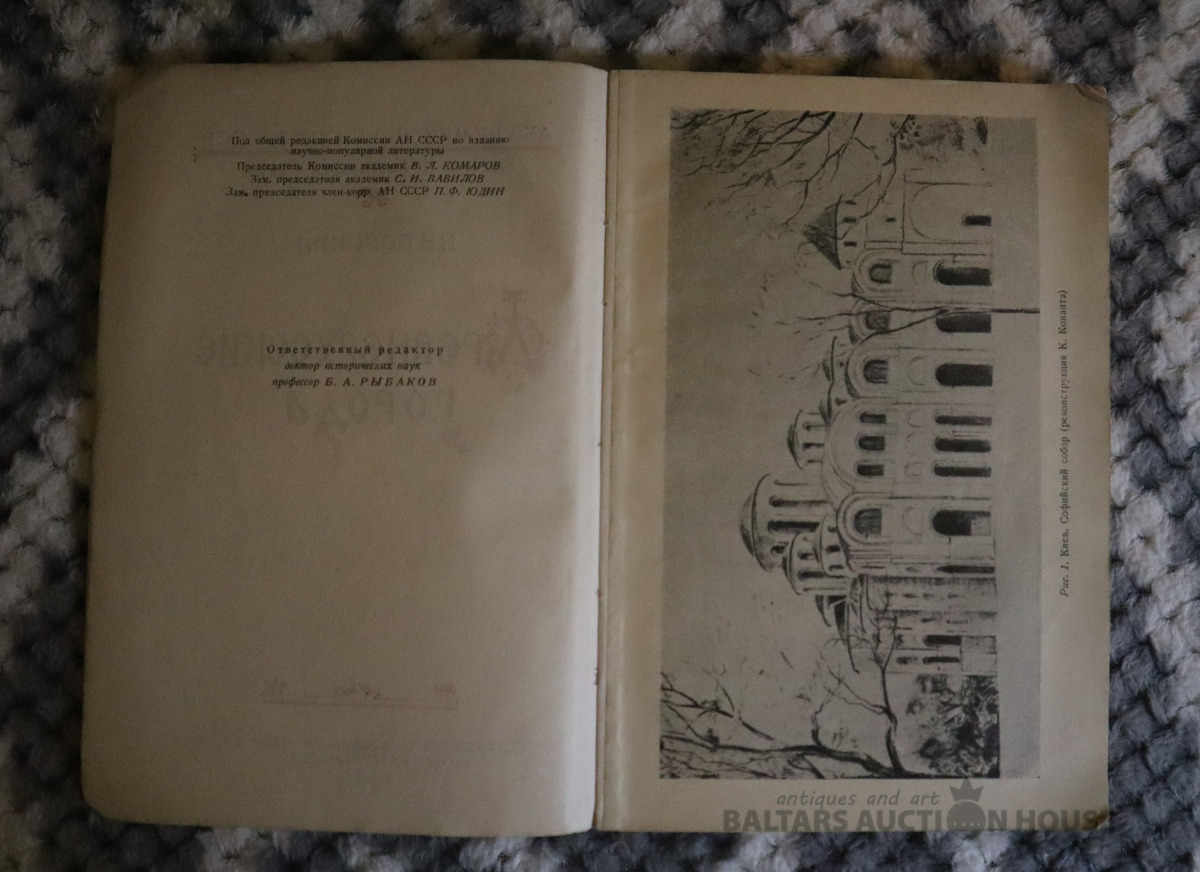 Под общей редакцией Комиссии АН СССР по изданию
научно-популярной литературы
Председатель Комиссии академик В. Л. КОМАРОВ
Зам. председателя академик С. И. ВАВИЛОВ
Зам. председателя член-корр. АН СССР П. Ф. ЮДИН
Ответственный редактор
доктор исторических наук
профессор Б. А. РЫБАКОВ
Рис. 1. Киев. Софийский собор (реконструкция К. Конанта)
antiques and art
BALTARS AUCTION HOUSE